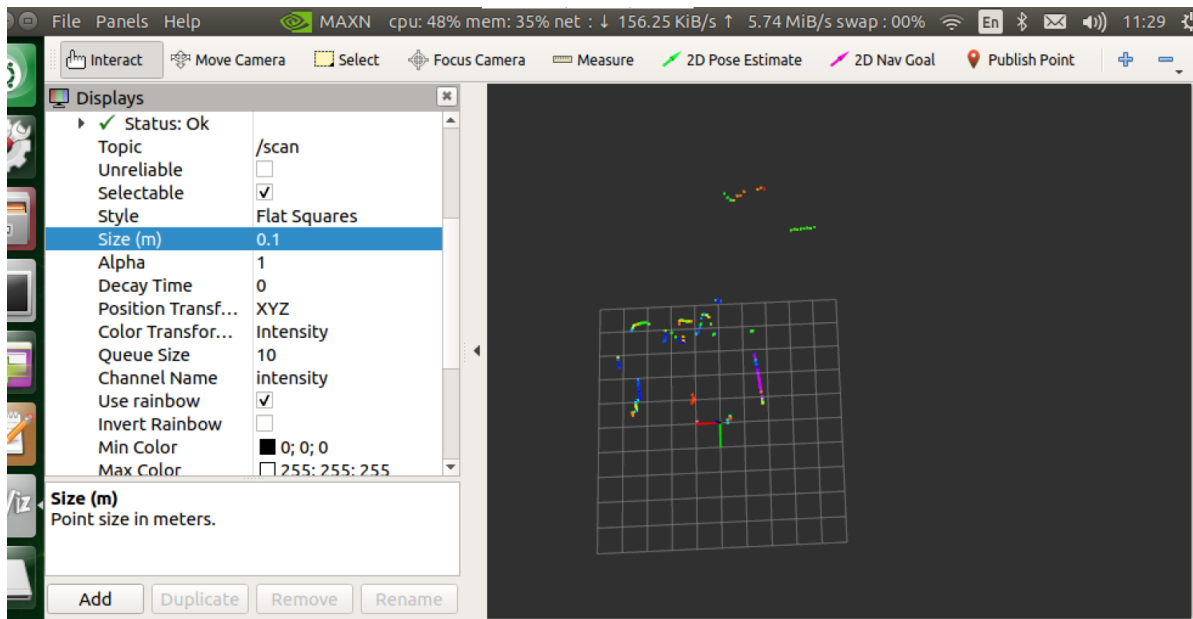 File Panels Help MAXN cpu: 48% mem: 35% net : ↓ 156.25 KiB/s ↑ 5.74 MiB/s swap : 00% En 11:29
Interact Move Camera Select Focus Camera Measure 2D Pose Estimate 2D Nav Goal Publish Point
Displays
Status: Ok
Topic /scan
Unreliable
Selectable
Style Flat Squares
Size (m) 0.1
Alpha 1
Decay Time 0
Position Transf... XYZ
Color Transfor... Intensity
Queue Size 10
Channel Name intensity
Use rainbow
Invert Rainbow
Min Color 0; 0; 0
Max Color 255; 255; 255
Size (m)
Point size in meters.
Add Duplicate Remove Rename